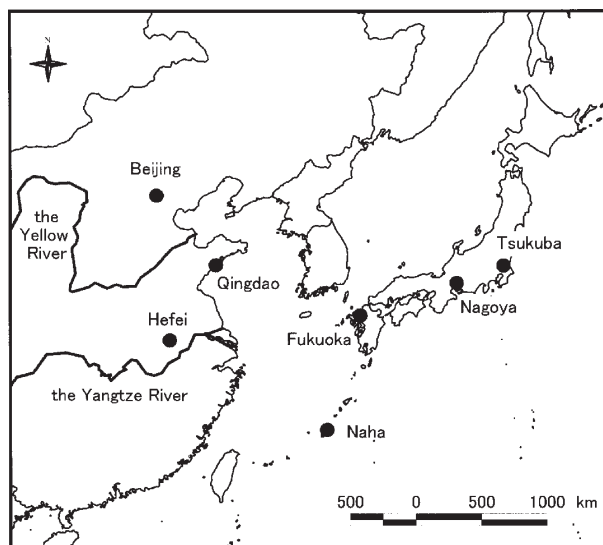 N
Beijing
the
Yellow
River
Tsukuba
Qingdao
Nagoya
Hefei
Fukuoka
the Yangtze River
Naha
500 0 500 1000 km